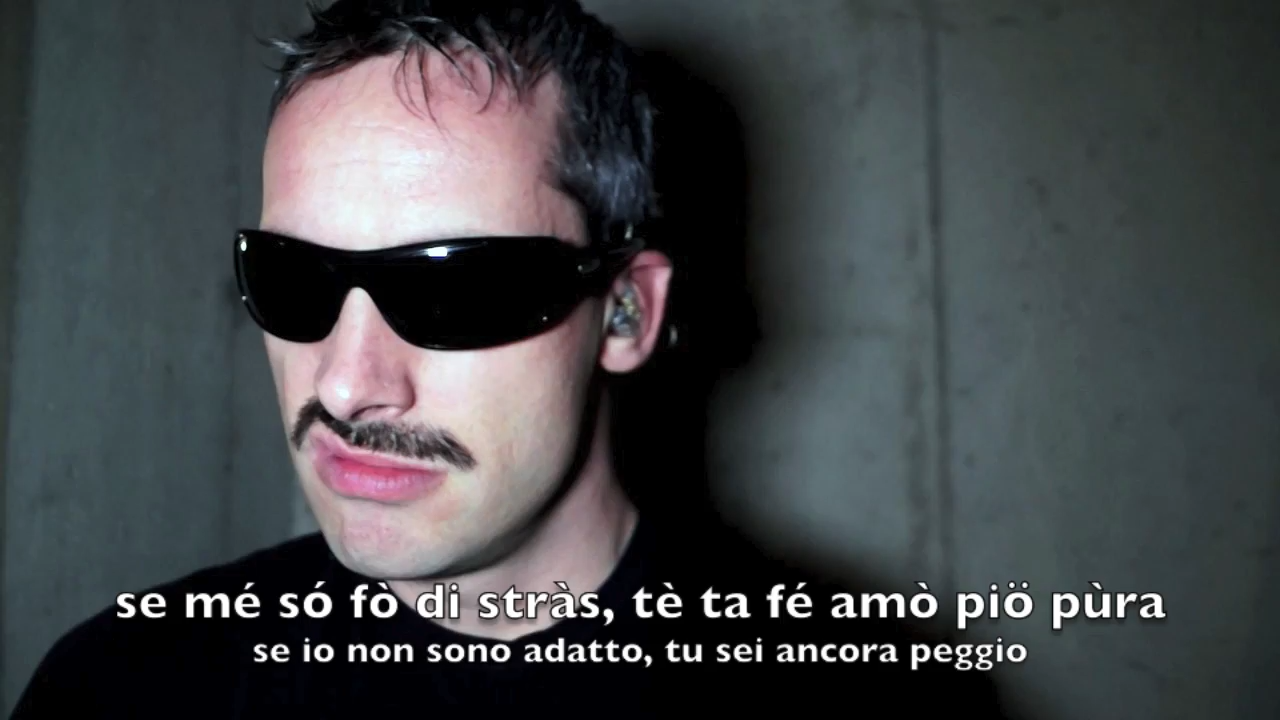 se mé só fò di stràs, tè ta fé amò piö pùra
se io non sono adatto, tu sei ancora peggio